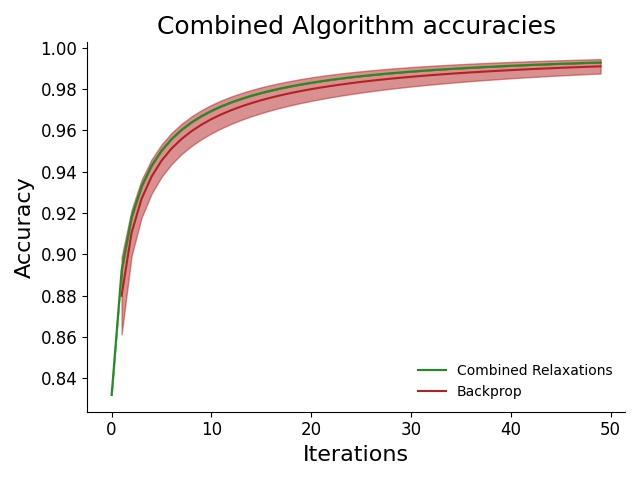 Combined Algorithm accuracies
1.00
0.98
0.96
0.94
0.92
0.90
0.88
0.86
0.84
Accuracy
Combined Relaxations
Backprop
0 10 20 30 40 50
Iterations